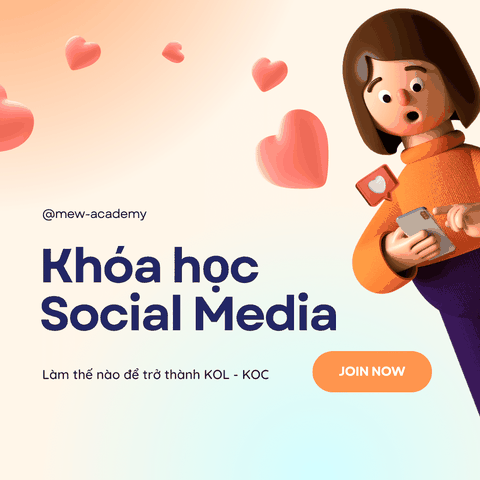 @mew-academy
Khóa học
Social Media
Làm thế nào để trở thành KOL - KOC
JOIN NOW